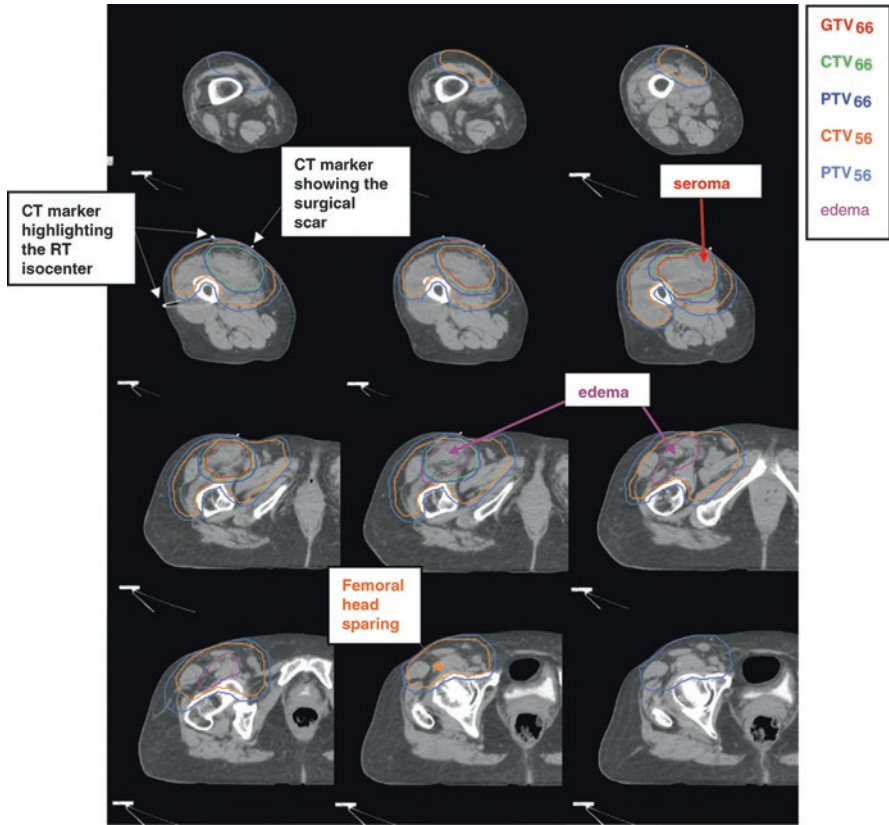 GTV66
CTV66
PTV66
CTV56
PTV56
edema
CT marker
showing the
surgical
scar
seroma
CT marker
highlighting
the RT
isocenter
edema
Femoral
head
sparing